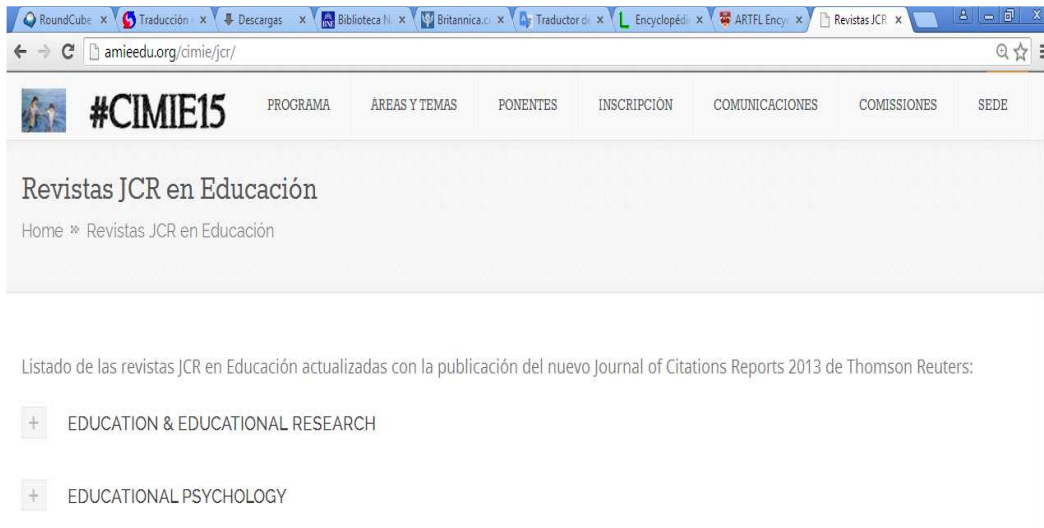 RoundCube Traducción Descargas Biblioteca N Britannica.c Traductor de Encyclopédi ARTFL Ency Revistas JCR
amieedu.org/cimie/jcr/
#CIMIE15 PROGRAMA ÁREAS Y TEMAS PONENTES INSCRIPCIÓN COMUNICACIONES COMISSIONES SEDE
Revistas JCR en Educación
Home » Revistas JCR en Educación
Listado de las revistas JCR en Educación actualizadas con la publicación del nuevo Journal of Citations Reports 2013 de Thomson Reuters:
+ EDUCATION & EDUCATIONAL RESEARCH
+ EDUCATIONAL PSYCHOLOGY